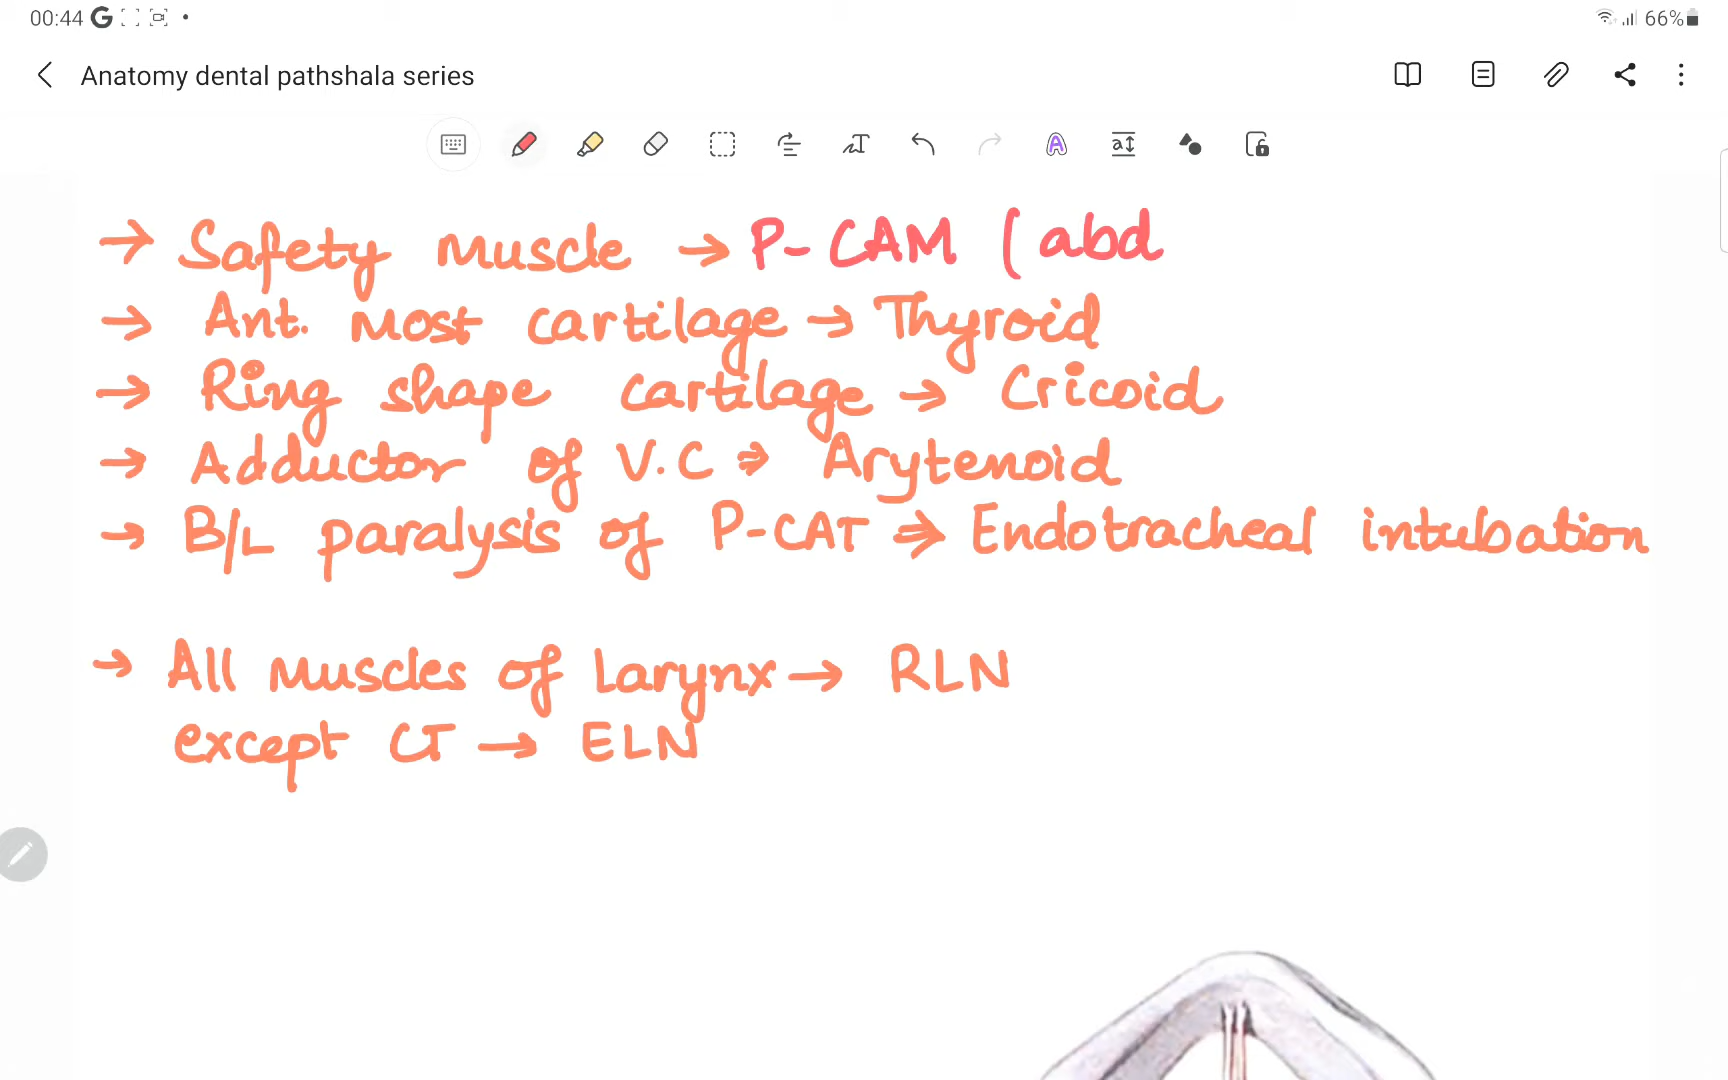 00:44 G 66%
Anatomy dental pathshala series
→ Safety Muscle → P-CAM (abd
→ Ant. Most cartilage → Thyroid
→ Ring shape cartilage → Cricoid
→ Adductor of V.C ⇒ Arytenoid
→ B/L paralysis of P-CAT ⇒ Endotracheal intubation
→ All Muscles of Larynx → RLN
except CT → ELN